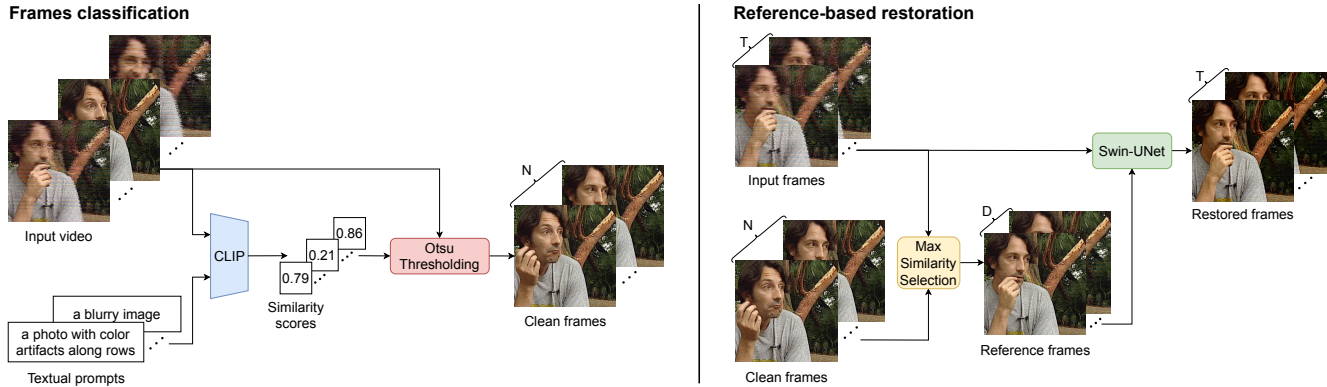 Frames classification
Input video
a blurry image
a photo with color
artifacts along rows
Textual prompts
CLIP
0.86
0.21
0.79
Similarity
scores
Otsu
Thresholding
N
Clean frames
Reference-based restoration
T
Input frames
N
Clean frames
Max
Similarity
Selection
D
Reference frames
Swin-UNet
T
Restored frames